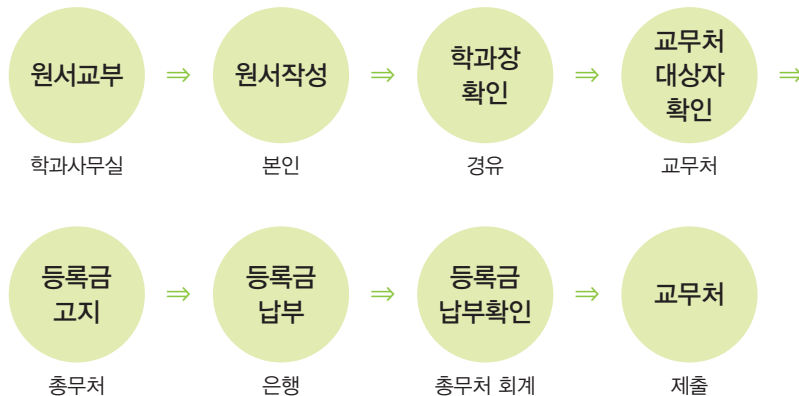 원서교부
⇒
원서작성
⇒
학과장
확인
⇒
교무처
대상자
확인
⇒
학과사무실
본인
경유
교무처
등록금
고지
⇒
등록금
납부
⇒
등록금
납부확인
⇒
교무처
총무처
은행
총무처 회계
제출